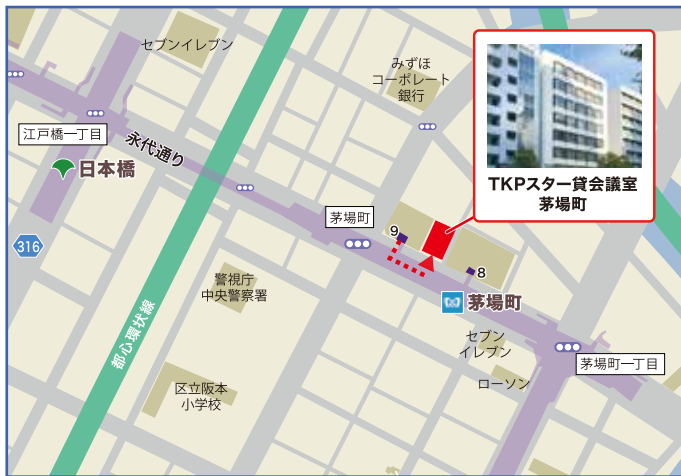 セブンイレブン
みずほ
コーポレート
銀行
TKPスター貸会議室
茅場町
江戸橋一丁目
永代通り
日本橋
茅場町
9
8
316
警視庁
中央警察署
茅場町
都心環状線
セブン
イレブン
茅場町一丁目
ローソン
区立阪本
小学校